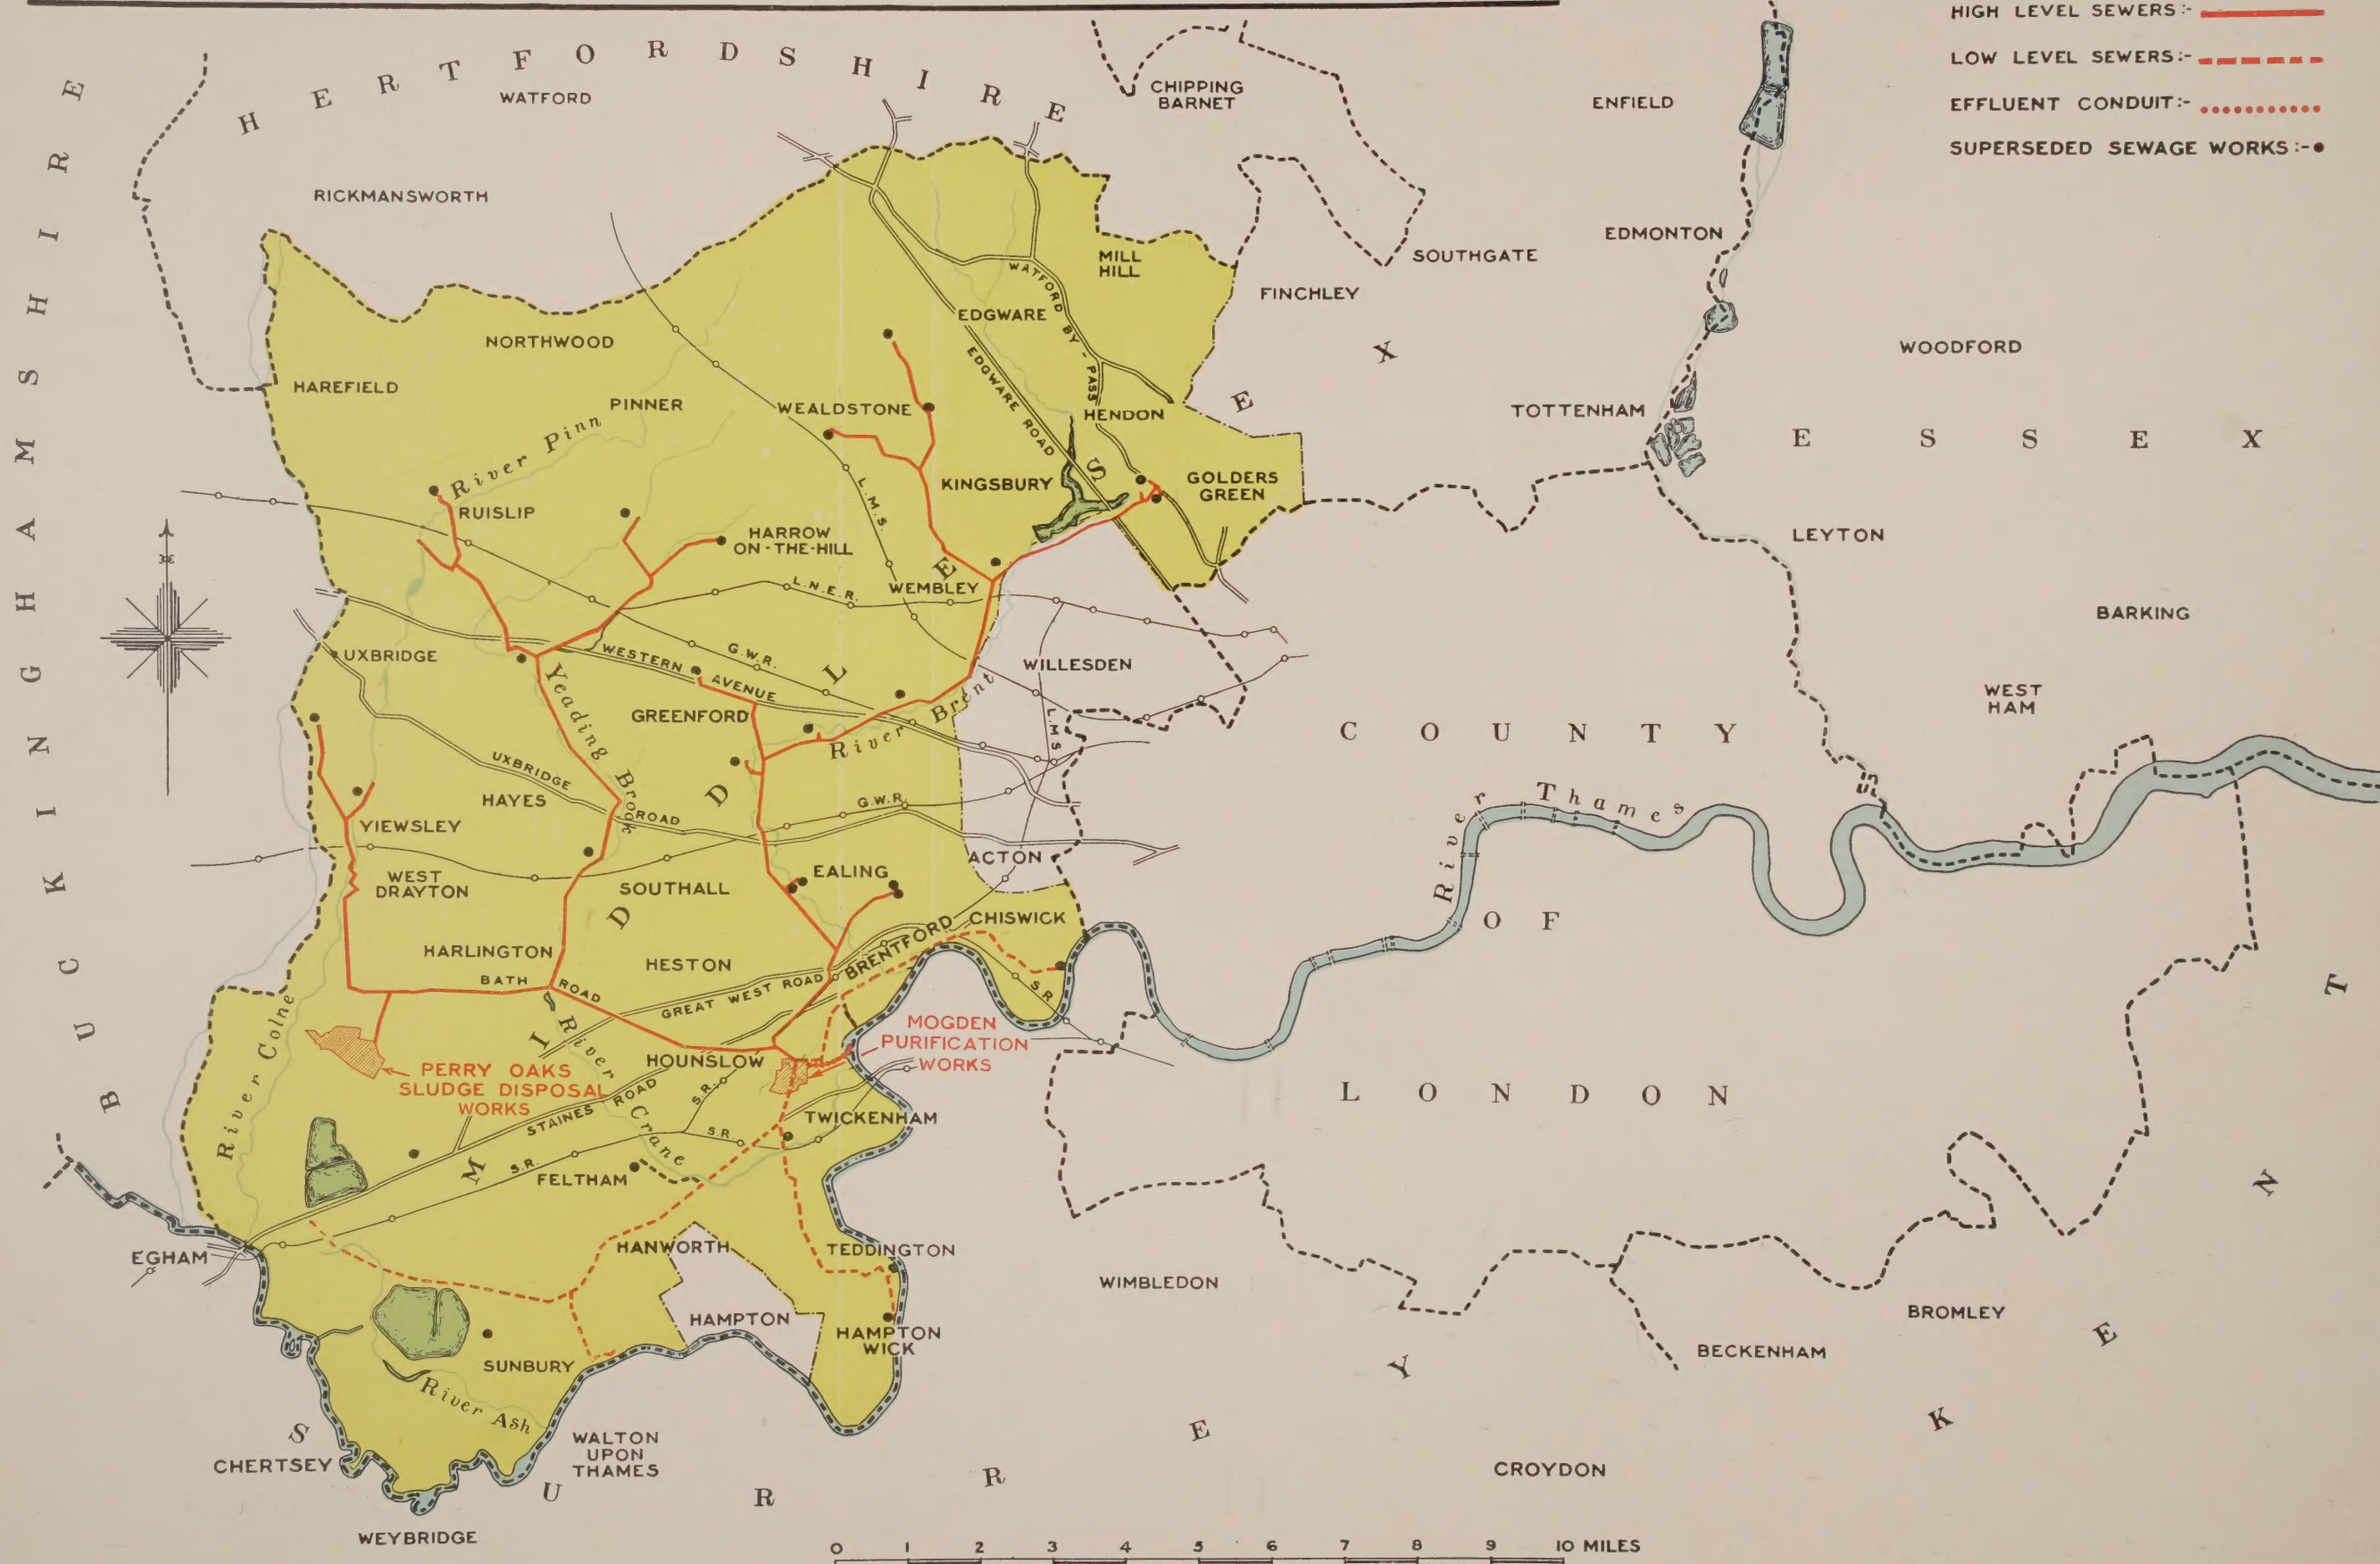 HIGH LEVEL SEWERS:-
LOW LEVEL SEWERS:-
EFFLUENT CONDUIT:-
SUPERSEDED SEWAGE WORKS:-
HERTFORDSHIRE
BUCKINGHAMSHIRE
MIDDLESEX
ESSEX
COUNTY
OF
LONDON
KENT
SURREY
WATFORD
CHIPPING
BARNET
ENFIELD
RICKMANSWORTH
EDMONTON
SOUTHGATE
MILL
HILL
FINCHLEY
WATFORD BY-PASS
EDGWARE
EDGWARE ROAD
NORTHWOOD
WOODFORD
HAREFIELD
PINNER
WEALDSTONE
HENDON
TOTTENHAM
River Pinn
L.M.S.
KINGSBURY
GOLDERS
GREEN
RUISLIP
HARROW
ON-THE-HILL
LEYTON
L.N.E.R.
WEMBLEY
BARKING
UXBRIDGE
WESTERN AVENUE
G.W.R.
WILLESDEN
WEST
HAM
Yeading Brook
GREENFORD
River Brent
L.M.S.
UXBRIDGE ROAD
HAYES
G.W.R.
River Thames
YIEWSLEY
ACTON
WEST
DRAYTON
SOUTHALL
EALING
CHISWICK
BRENTFORD
HARLINGTON
HESTON
BATH ROAD
GREAT WEST ROAD
S.R.
River Colne
River Crane
MOGDEN
PURIFICATION
WORKS
HOUNSLOW
PERRY OAKS
SLUDGE DISPOSAL
WORKS
STAINES ROAD
S.R.
TWICKENHAM
S.R.
S.R.
FELTHAM
EGHAM
HANWORTH
TEDDINGTON
WIMBLEDON
HAMPTON
HAMPTON
WICK
BROMLEY
BECKENHAM
SUNBURY
River Ash
WALTON
UPON
THAMES
CHERTSEY
CROYDON
WEYBRIDGE
0 1 2 3 4 5 6 7 8 9 10 MILES